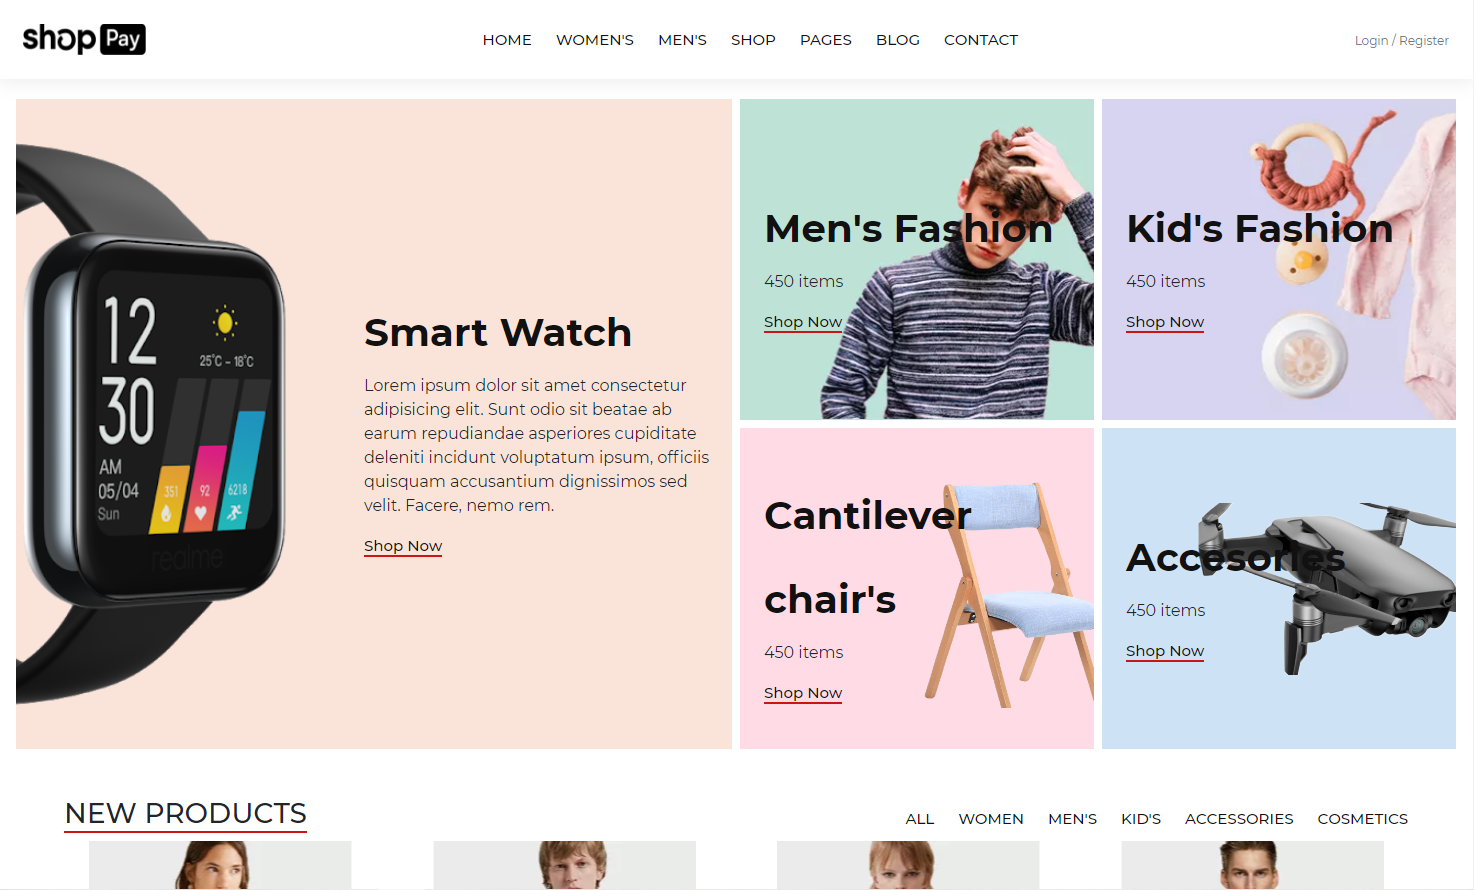 shop Pay
HOME WOMEN'S MEN'S SHOP PAGES BLOG CONTACT
Login / Register
12
30
AM
05/04
Sun
25°C - 18°C
351 92 6218
realme
Smart Watch
Lorem ipsum dolor sit amet consectetur
adipisicing elit. Sunt odio sit beatae ab
earum repudiandae asperiores cupiditate
deleniti incidunt voluptatum ipsum, officiis
quisquam accusantium dignissimos sed
velit. Facere, nemo rem.
Shop Now
Men's Fashion
450 items
Shop Now
Kid's Fashion
450 items
Shop Now
Cantilever
chair's
450 items
Shop Now
Accesories
450 items
Shop Now
NEW PRODUCTS
ALL WOMEN MEN'S KID'S ACCESSORIES COSMETICS